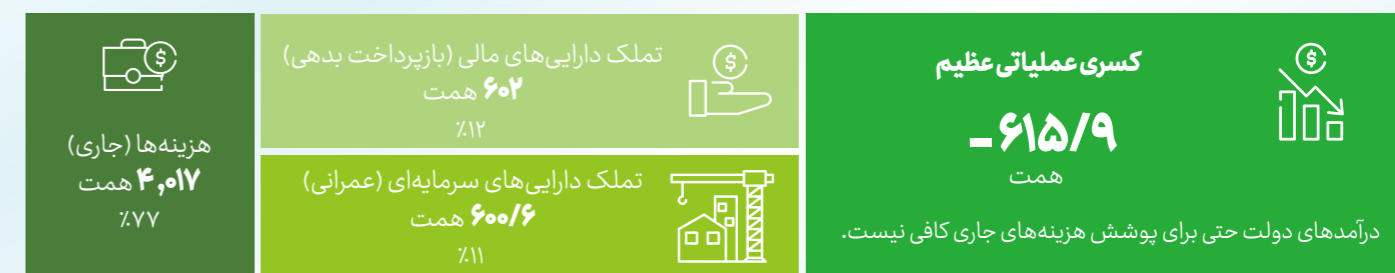 کسری عملیاتی عظیم
-۶۱۵/۹
همت
درآمدهای دولت حتی برای پوشش هزینه‌های جاری کافی نیست.
تملک دارایی‌های مالی (بازپرداخت بدهی)
۶۰۲ همت
٪۱۲
تملک دارایی‌های سرمایه‌ای (عمرانی)
۶۰۰/۶ همت
٪۱۱
هزینه‌ها (جاری)
۴,۰۱۷ همت
٪۷۷